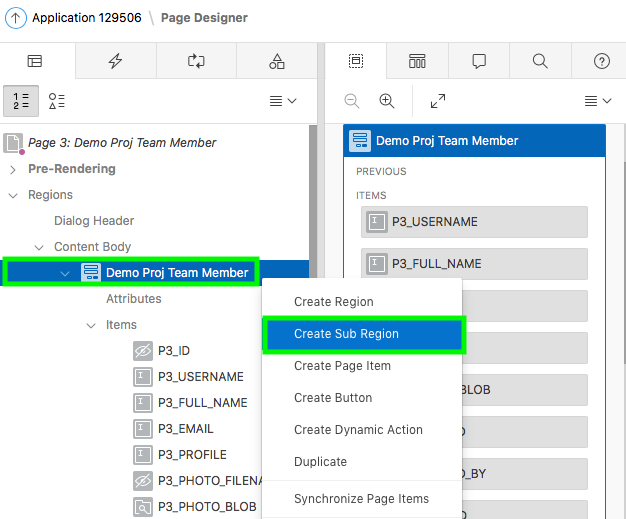 Application 129506 \ Page Designer
Page 3: Demo Proj Team Member
Pre-Rendering
Regions
Dialog Header
Content Body
Demo Proj Team Member
Attributes
Items
P3_ID
P3_USERNAME
P3_FULL_NAME
P3_EMAIL
P3_PROFILE
P3_PHOTO_FILENA
P3_PHOTO_BLOB
Create Region
Create Sub Region
Create Page Item
Create Button
Create Dynamic Action
Duplicate
Synchronize Page Items
Demo Proj Team Member
PREVIOUS
ITEMS
P3_USERNAME
P3_FULL_NAME
_BLOB
O_BY